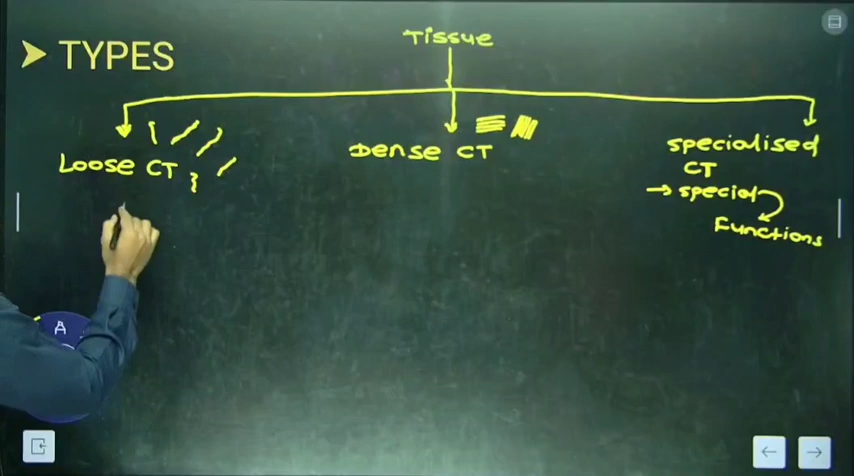 TYPES
Tissue
Loose CT
Dense CT
specialised
CT
→ special
Functions
A